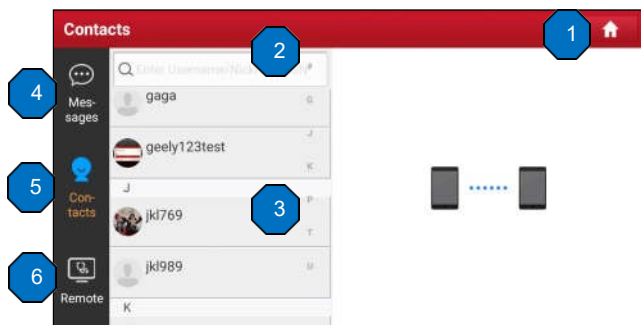 Contacts
1
2
Enter Username/Nickname
#
4
Mes-
sages
gaga
G
geely123test
J
K
5
Con-
tacts
J
jkl769
3
P
T
6
Remote
jkl989
U
K